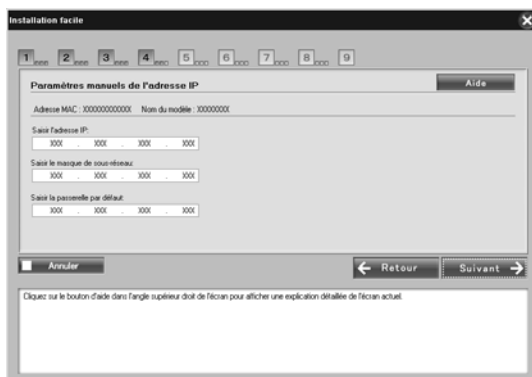 Installation facile
1 2 3 4 5 6 7 8 9
Paramètres manuels de l'adresse IP
Aide
Adresse MAC : XXXXXXXXXXXX Nom du modèle : XXXXXXXX
Saisir l'adresse IP:
XXX . XXX . XXX . XXX
Saisir le masque de sous-réseau:
XXX . XXX . XXX . XXX
Saisir la passerelle par défaut:
XXX . XXX . XXX . XXX
Annuler
Retour
Suivant
Cliquez sur le bouton d'aide dans l'angle supérieur droit de l'écran pour afficher une explication détaillée de l'écran actuel.